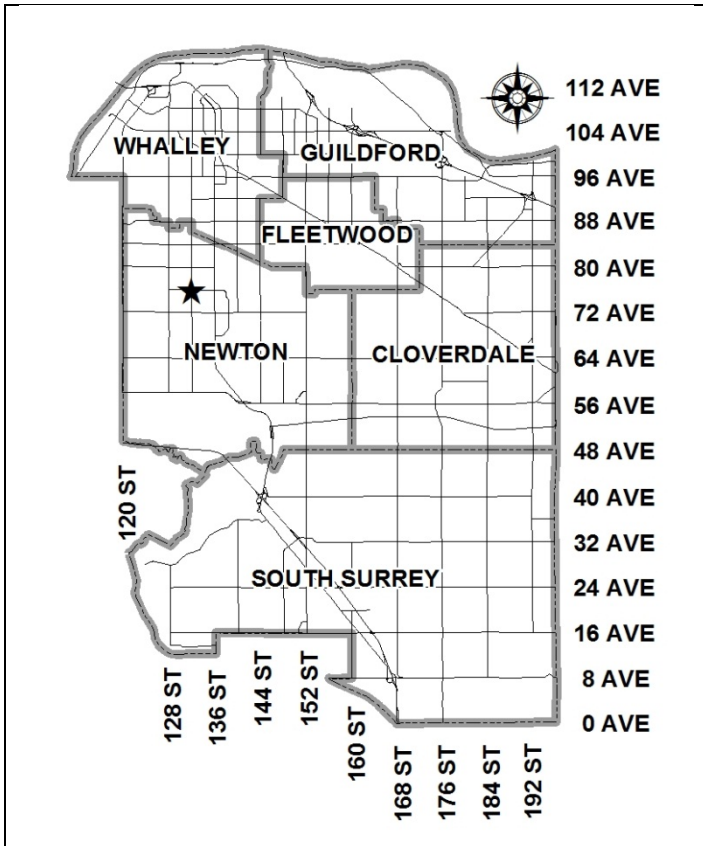 112 AVE
104 AVE
WHALLEY
GUILDFORD
96 AVE
88 AVE
FLEETWOOD
80 AVE
72 AVE
NEWTON
CLOVERDALE
64 AVE
56 AVE
48 AVE
120 ST
40 AVE
32 AVE
SOUTH SURREY
24 AVE
16 AVE
128 ST
136 ST
144 ST
152 ST
160 ST
8 AVE
0 AVE
168 ST
176 ST
184 ST
192 ST